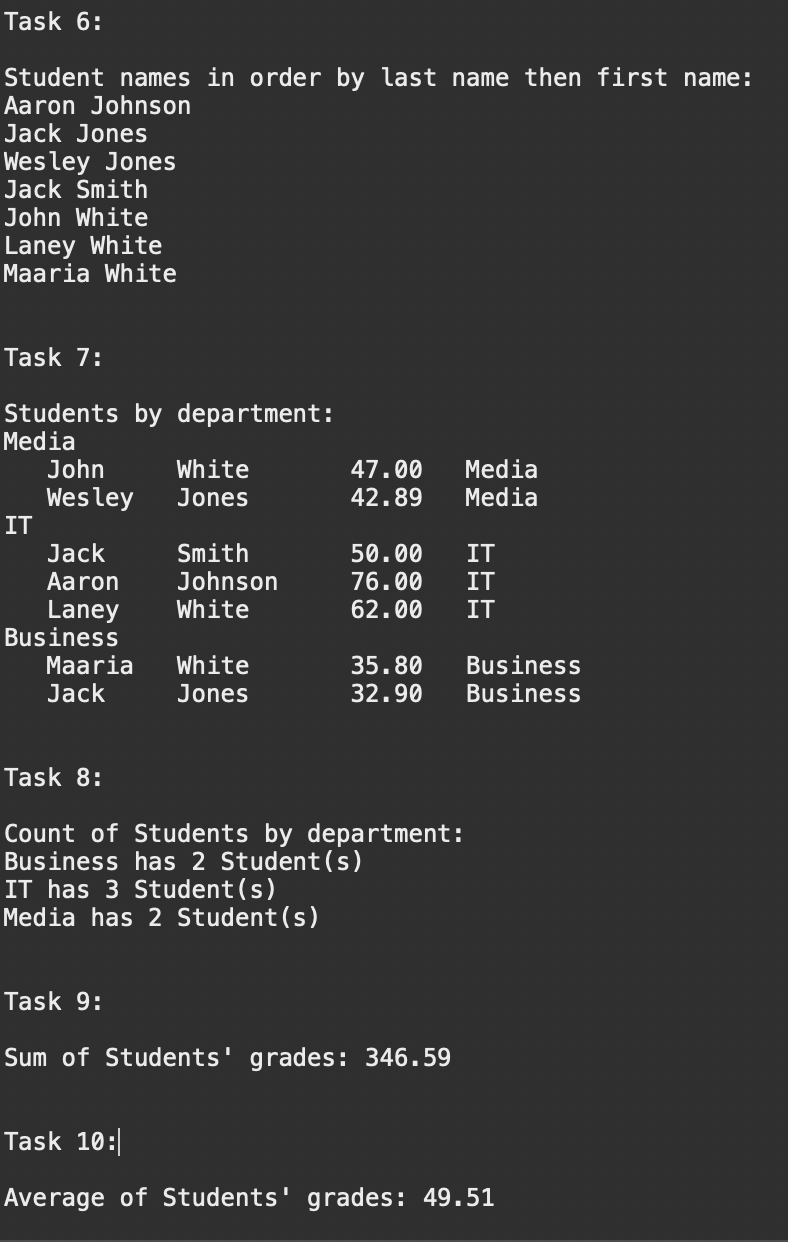 Task 6:
Student names in order by last name then first name:
Aaron Johnson
Jack Jones
Wesley Jones
Jack Smith
John White
Laney White
Maaria White
Task 7:
Students by department:
Media
John White 47.00 Media
Wesley Jones 42.89 Media
IT
Jack Smith 50.00 IT
Aaron Johnson 76.00 IT
Laney White 62.00 IT
Business
Maaria White 35.80 Business
Jack Jones 32.90 Business
Task 8:
Count of Students by department:
Business has 2 Student(s)
IT has 3 Student(s)
Media has 2 Student(s)
Task 9:
Sum of Students' grades: 346.59
Task 10:
Average of Students' grades: 49.51